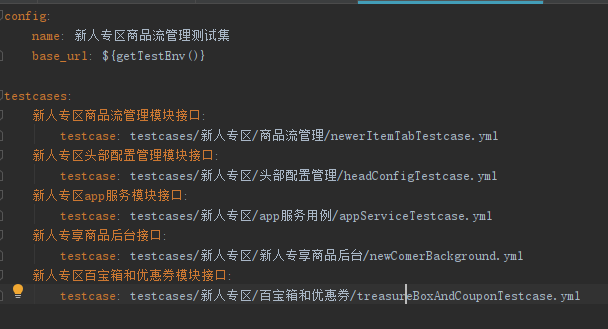 config:
name: 新人专区商品流管理测试集
base_url: ${getTestEnv()}
testcases:
新人专区商品流管理模块接口:
testcase: testcases/新人专区/商品流管理/newerItemTabTestcase.yml
新人专区头部配置管理模块接口:
testcase: testcases/新人专区/头部配置管理/headConfigTestcase.yml
新人专区app服务模块接口:
testcase: testcases/新人专区/app服务用例/appServiceTestcase.yml
新人专享商品后台接口:
testcase: testcases/新人专区/新人专享商品后台/newComerBackground.yml
新人专区百宝箱和优惠券模块接口:
testcase: testcases/新人专区/百宝箱和优惠券/treasureBoxAndCouponTestcase.yml